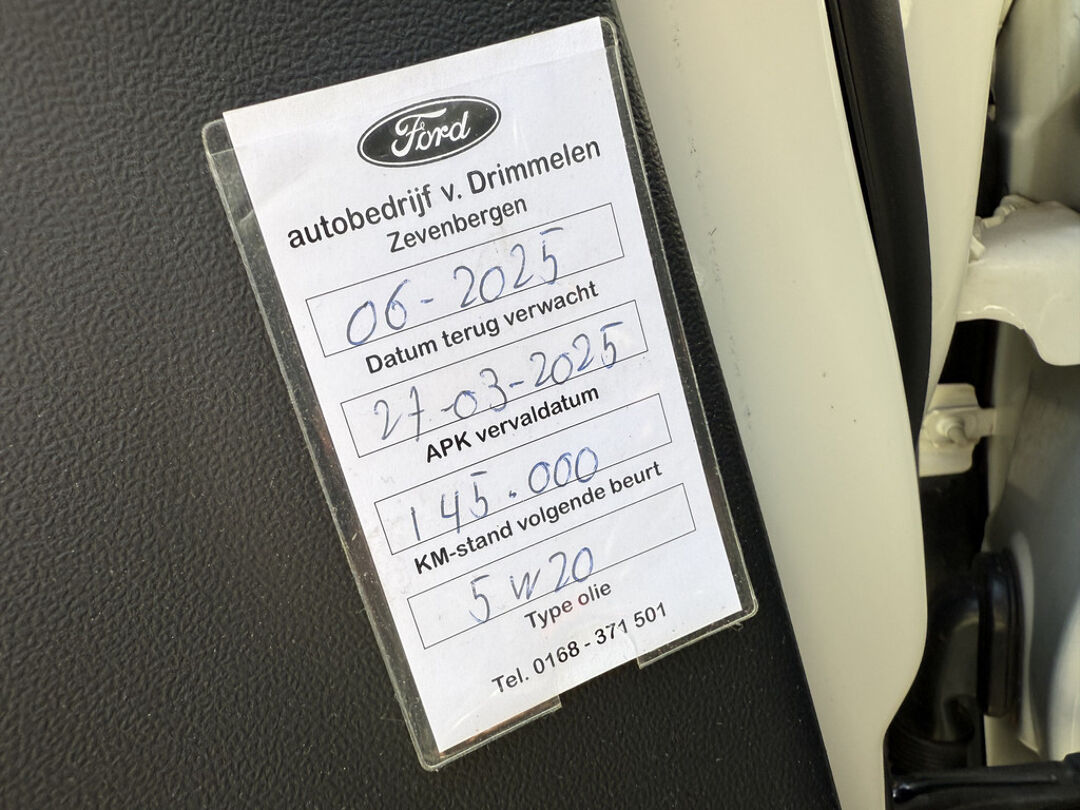 Ford
autobedrijf v. Drimmelen
Zevenbergen
06-2025
Datum terug verwacht
27-03-2025
APK vervaldatum
145.000
KM-stand volgende beurt
5W20
Type olie
Tel. 0168 - 371 501